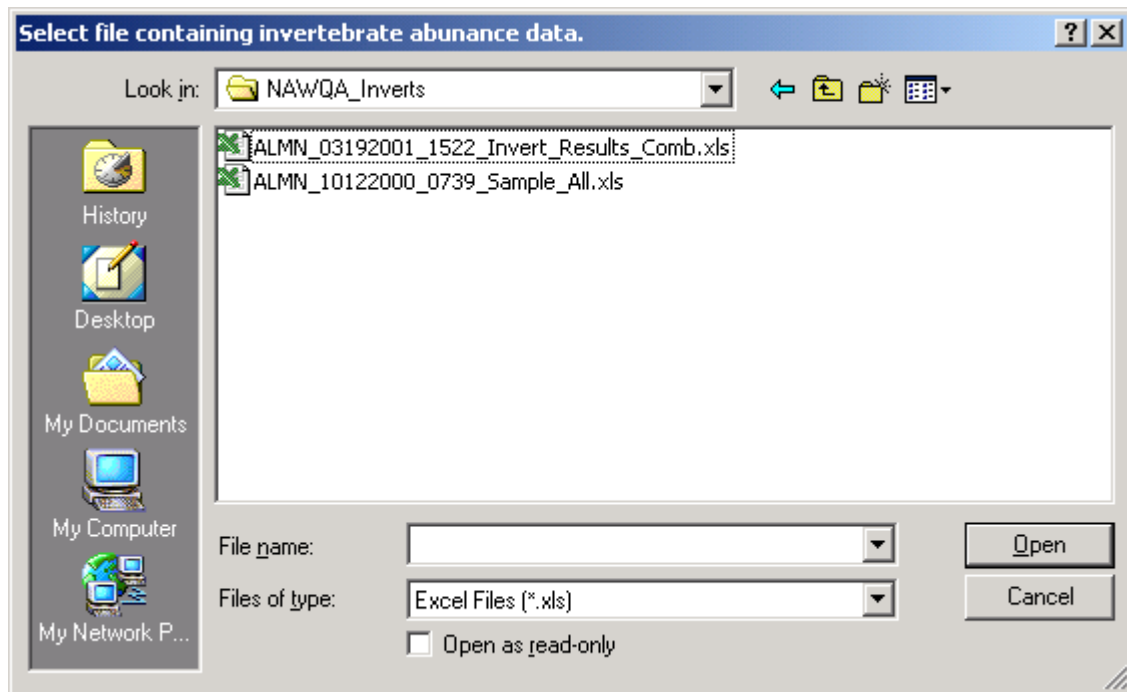 Select file containing invertebrate abunance data.
Look in: NAWQA_Inverts
ALMN_03192001_1522_Invert_Results_Comb.xls
ALMN_10122000_0739_Sample_All.xls
History
Desktop
My Documents
My Computer
My Network P...
File name:
Open
Files of type: Excel Files (*.xls)
Cancel
Open as read-only